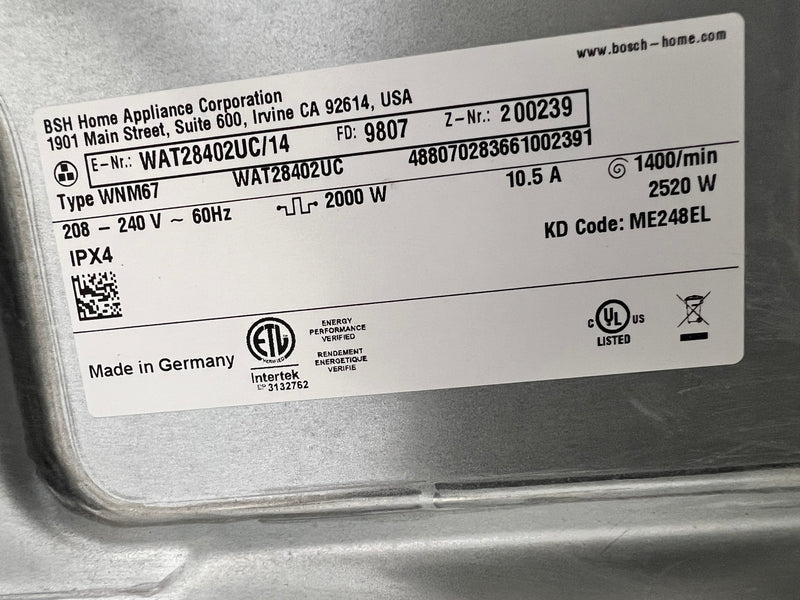 www.bosch-home.com
BSH Home Appliance Corporation
1901 Main Street, Suite 600, Irvine CA 92614, USA
E-Nr.: WAT28402UC/14 FD: 9807 Z-Nr.: 200239
Type WNM67 WAT28402UC 488070283661002391
208 - 240 V ~ 60Hz 2000 W 10.5 A 1400/min
2520 W
IPX4 KD Code: ME248EL
Made in Germany
ETL
VERIFIED
Intertek
3132762
ENERGY
PERFORMANCE
VERIFIED
RENDEMENT
ENERGETIQUE
VERIFIE
C UL US
LISTED